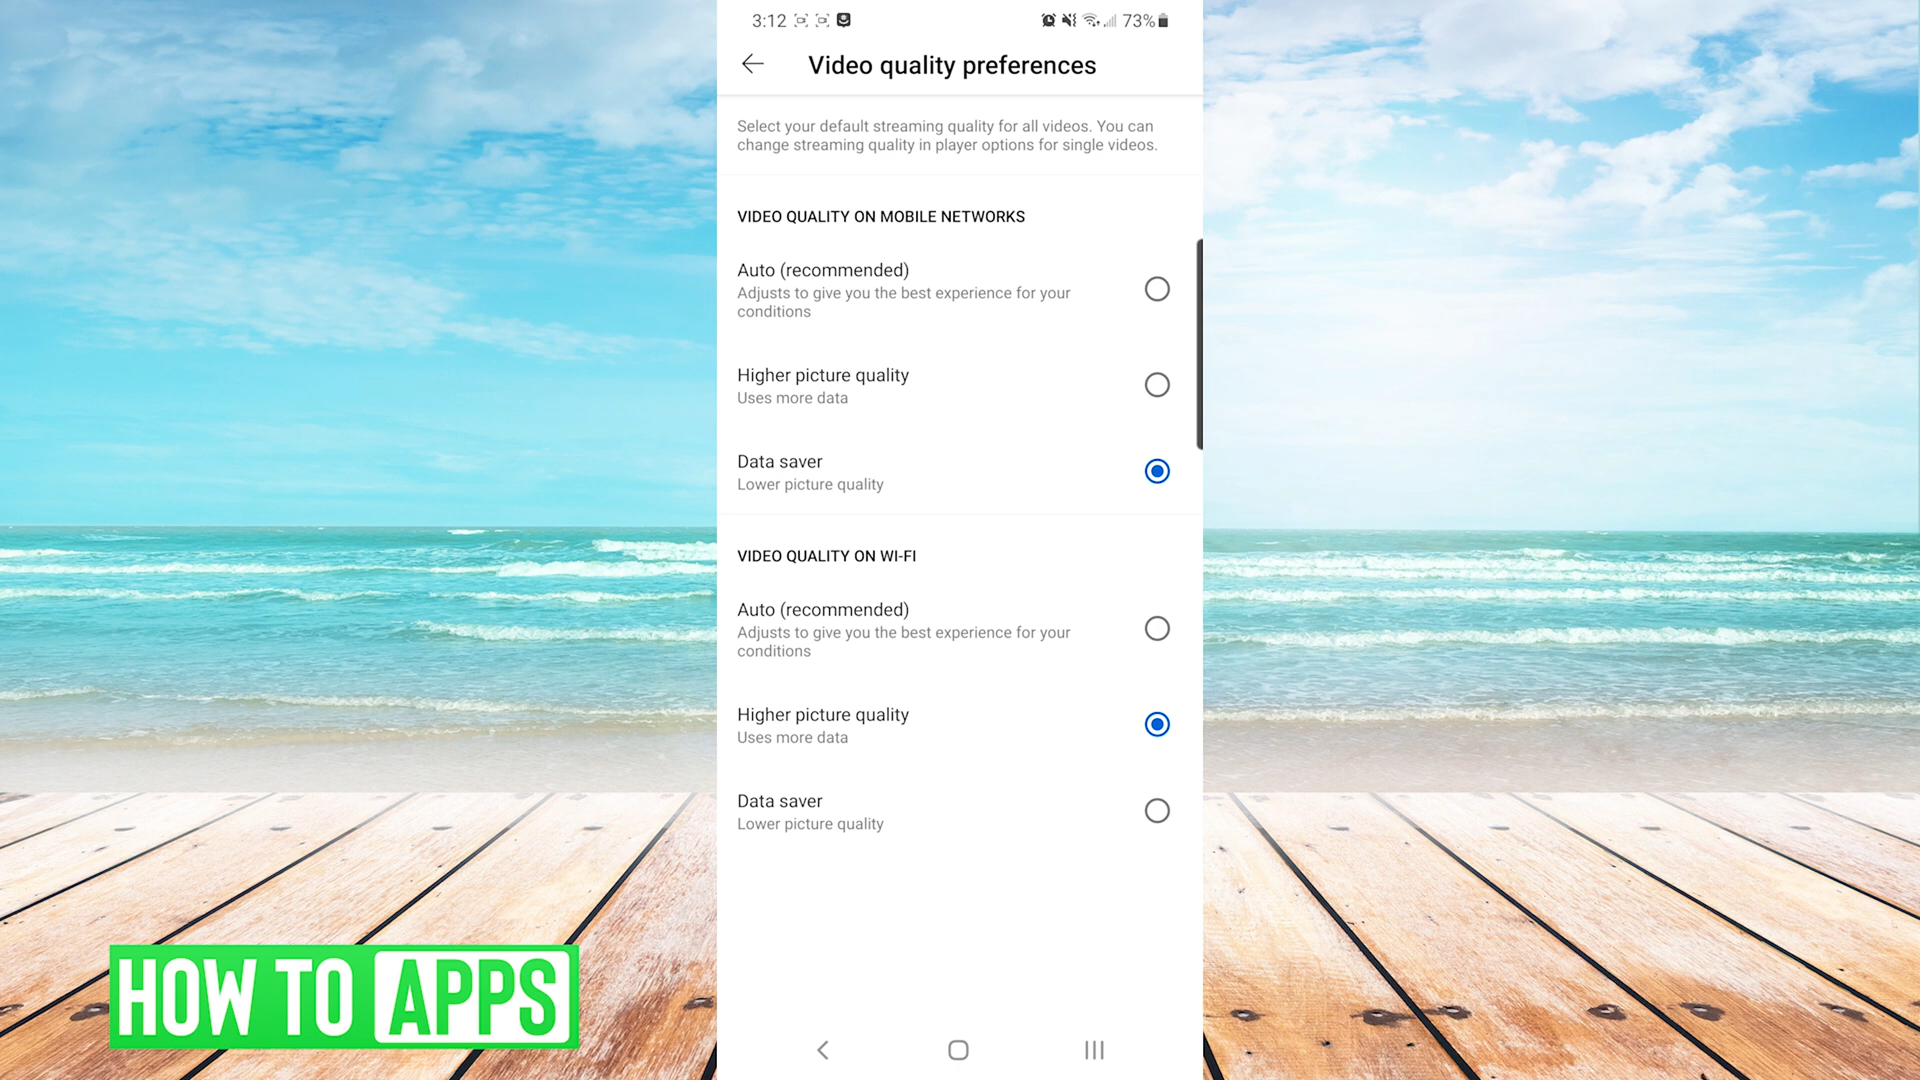 3:12
73%
Video quality preferences
Select your default streaming quality for all videos. You can
change streaming quality in player options for single videos.
VIDEO QUALITY ON MOBILE NETWORKS
Auto (recommended)
Adjusts to give you the best experience for your
conditions
Higher picture quality
Uses more data
Data saver
Lower picture quality
VIDEO QUALITY ON WI-FI
Auto (recommended)
Adjusts to give you the best experience for your
conditions
Higher picture quality
Uses more data
Data saver
Lower picture quality
HOW TO APPS